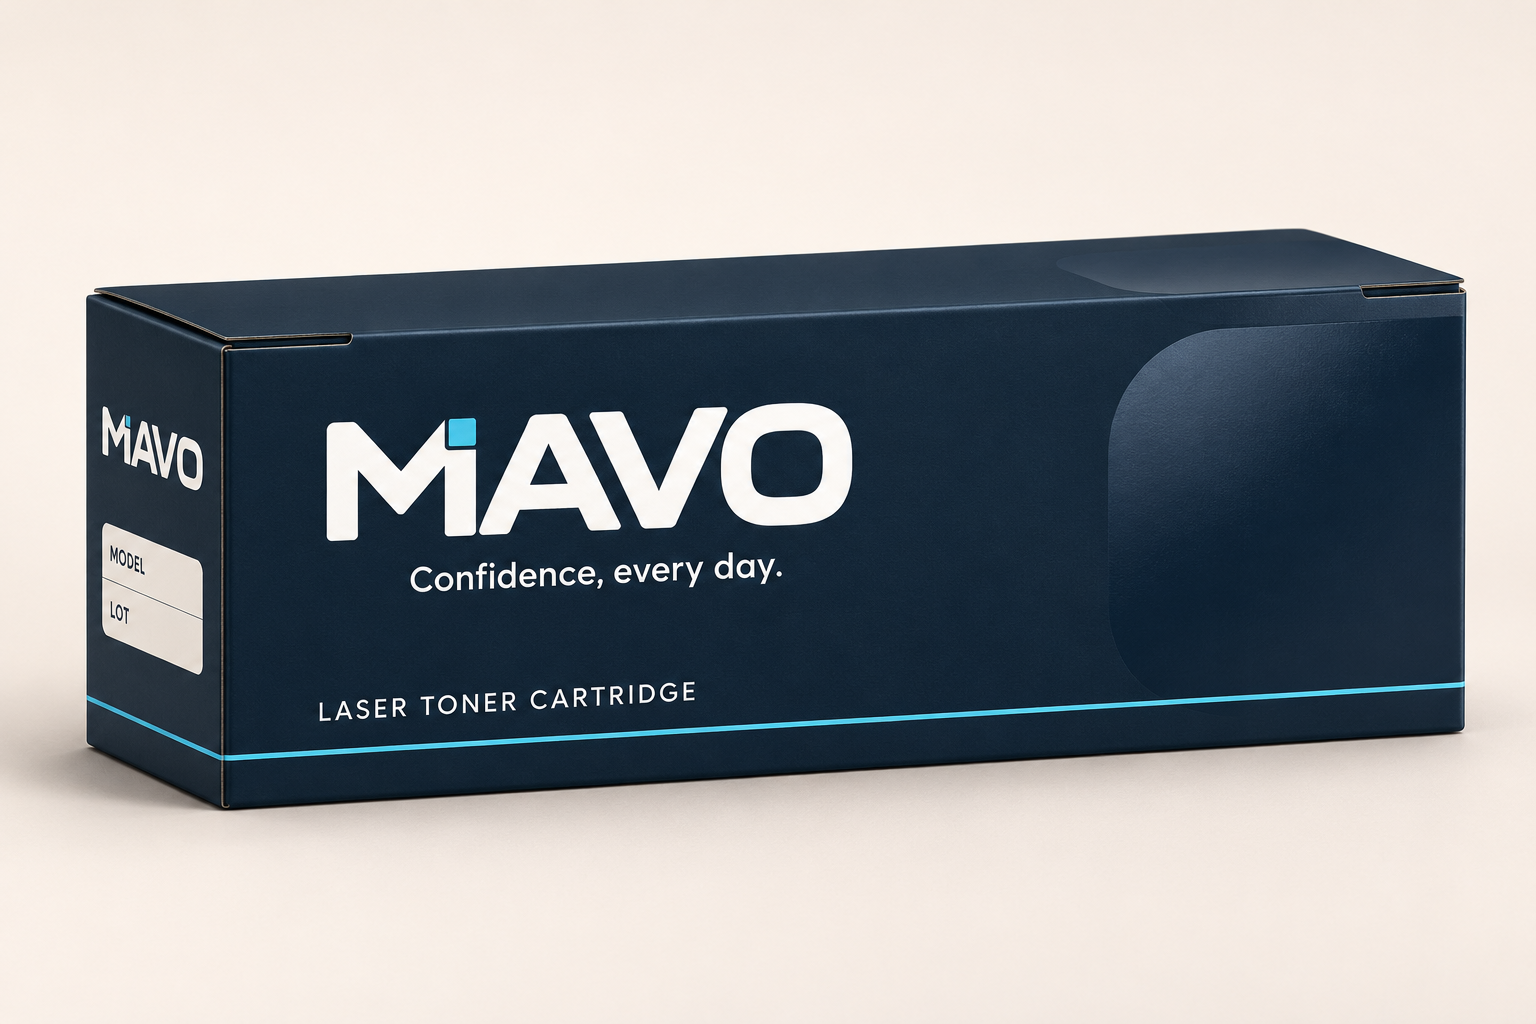 MAVO
MODEL
LOT
MAVO
Confidence, every day.
LASER TONER CARTRIDGE